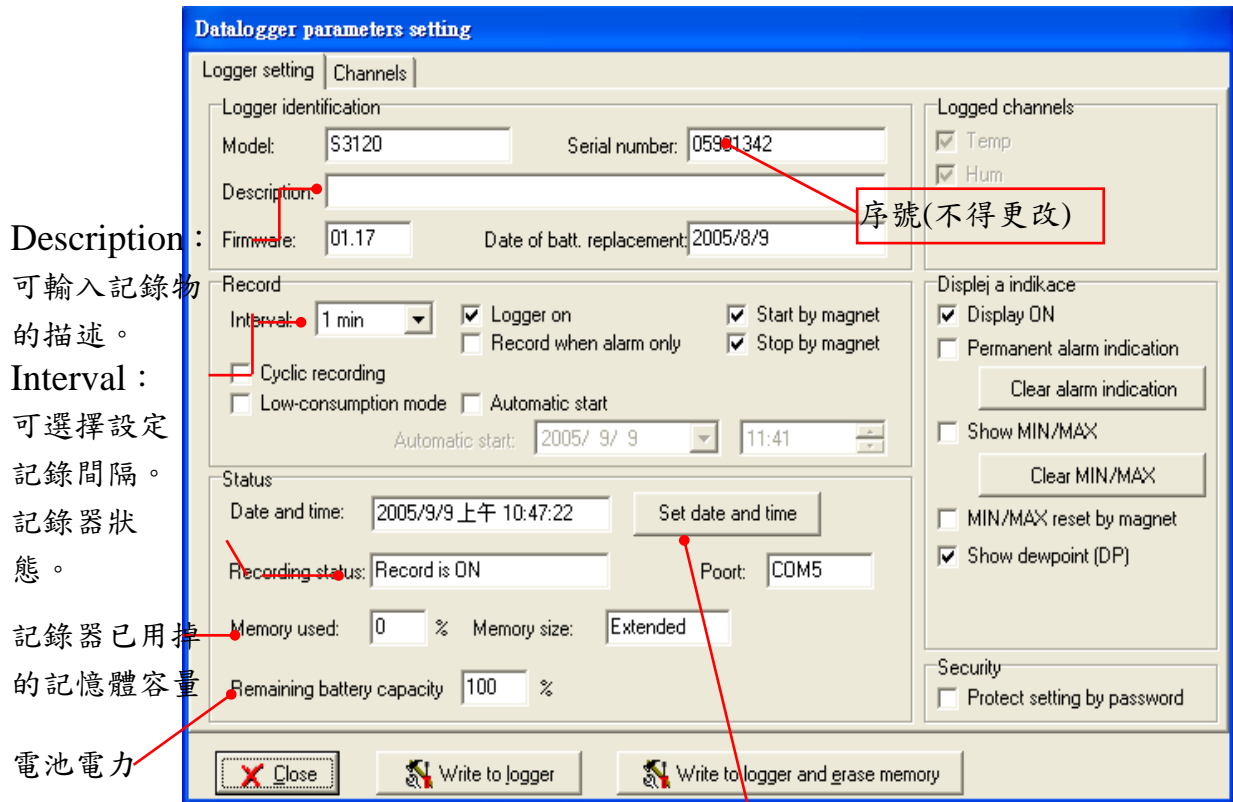 Datalogger parameters setting
Logger setting Channels
Logger identification
Model: S3120 Serial number: 05981342
Description:
Firmware: 01.17 Date of batt. replacement: 2005/8/9
Logged channels
Temp
Hum
序號(不得更改)
Description：
可輸入記錄物
的描述。
Interval：
可選擇設定
記錄間隔。
記錄器狀
態。
記錄器已用掉
的記憶體容量
電池電力
Record
Interval: 1 min Logger on Start by magnet
Record when alarm only Stop by magnet
Cyclic recording
Low-consumption mode Automatic start
Automatic start: 2005/ 9/ 9 11:41
Displej a indikace
Display ON
Permanent alarm indication
Clear alarm indication
Show MIN/MAX
Clear MIN/MAX
MIN/MAX reset by magnet
Show dewpoint (DP)
Status
Date and time: 2005/9/9 上午 10:47:22 Set date and time
Recording status: Record is ON Poort: COM5
Memory used: 0 % Memory size: Extended
Remaining battery capacity 100 %
Security
Protect setting by password
Close Write to logger Write to logger and erase memory